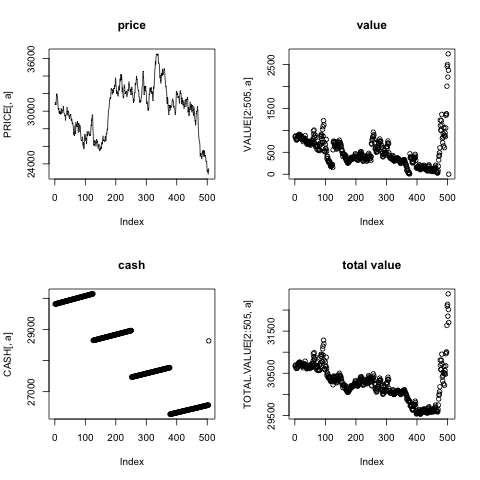 price
PRICE[, a]
24000 30000 36000
0 100 200 300 400 500
Index
value
VALUE[2:505, a]
0 500 1500 2500
0 100 200 300 400 500
Index
cash
CASH[, a]
27000 29000
0 100 200 300 400 500
Index
total value
TOTAL.VALUE[2:505, a]
29500 30500 31500
0 100 200 300 400 500
Index